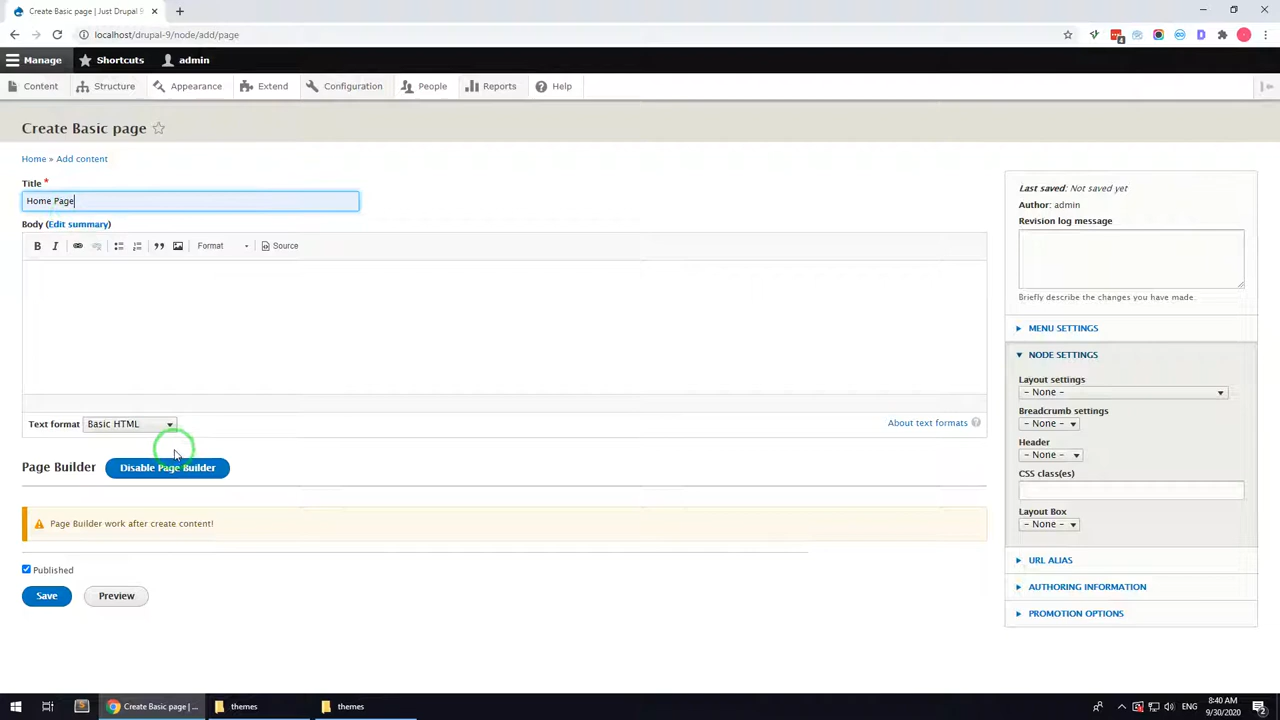 Create Basic page | Just Drupal 9
localhost/drupal-9/node/add/page
Manage Shortcuts admin
Content Structure Appearance Extend Configuration People Reports Help
Create Basic page
Home » Add content
Title *
Home Page
Body (Edit summary)
B I Format Source
Text format Basic HTML
About text formats ?
Page Builder Disable Page Builder
Page Builder work after create content!
Published
Save Preview
Last saved: Not saved yet
Author: admin
Revision log message
Briefly describe the changes you have made.
MENU SETTINGS
NODE SETTINGS
Layout settings
- None -
Breadcrumb settings
- None -
Header
- None -
CSS class(es)
Layout Box
- None -
URL ALIAS
AUTHORING INFORMATION
PROMOTION OPTIONS
Create Basic page | ... themes themes
ENG
8:40 AM
9/30/2020
2